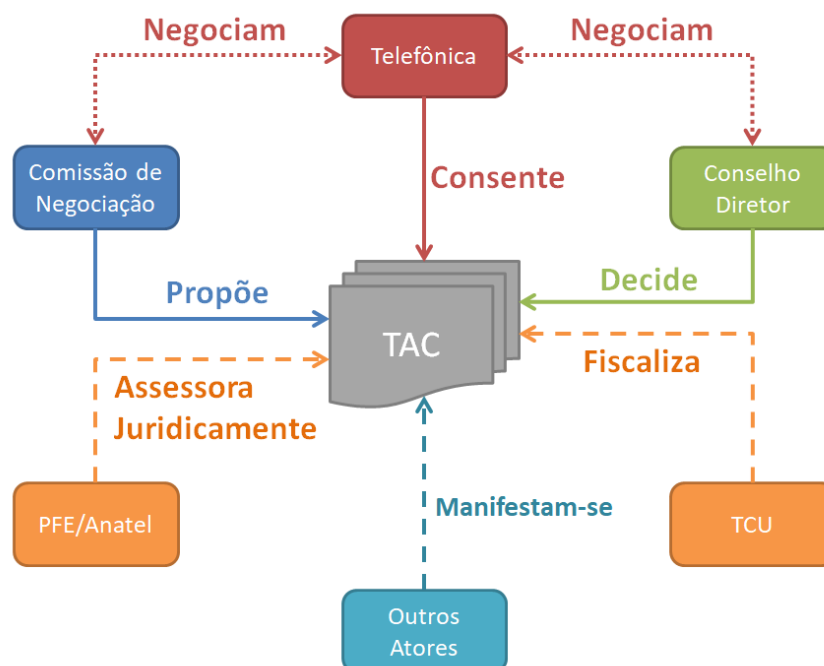 Negociam
Telefônica
Negociam
Comissão de
Negociação
Consente
Conselho
Diretor
Propõe
Decide
TAC
Assessora
Juridicamente
Fiscaliza
PFE/Anatel
Manifestam-se
TCU
Outros
Atores